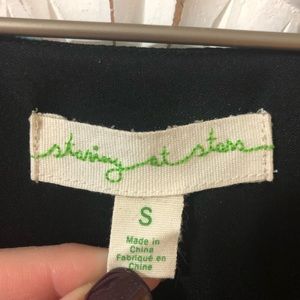 staring at stars
S
Made in
China
Fabriqué en
Chine